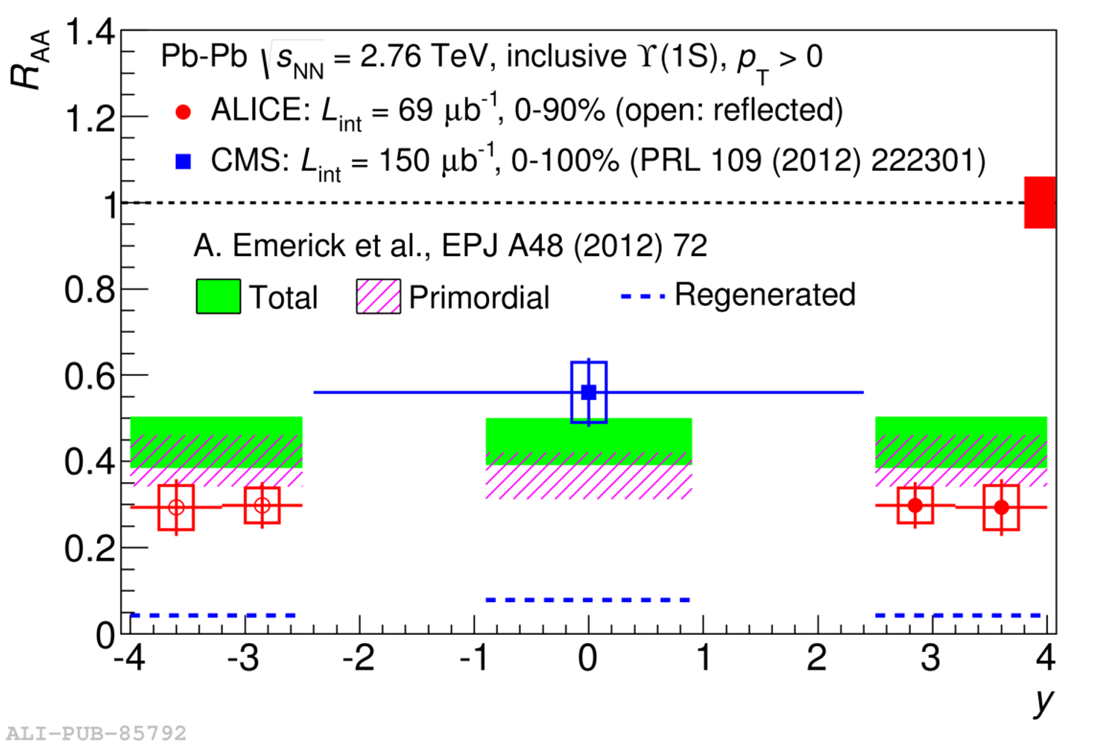 R_AA
1.4
1.2
1
0.8
0.6
0.4
0.2
0
Pb-Pb √s_NN = 2.76 TeV, inclusive ϒ(1S), p_T > 0
ALICE: L_int = 69 μb⁻¹, 0-90% (open: reflected)
CMS: L_int = 150 μb⁻¹, 0-100% (PRL 109 (2012) 222301)
A. Emerick et al., EPJ A48 (2012) 72
Total Primordial Regenerated
-4 -3 -2 -1 0 1 2 3 4
y
ALI-PUB-85792